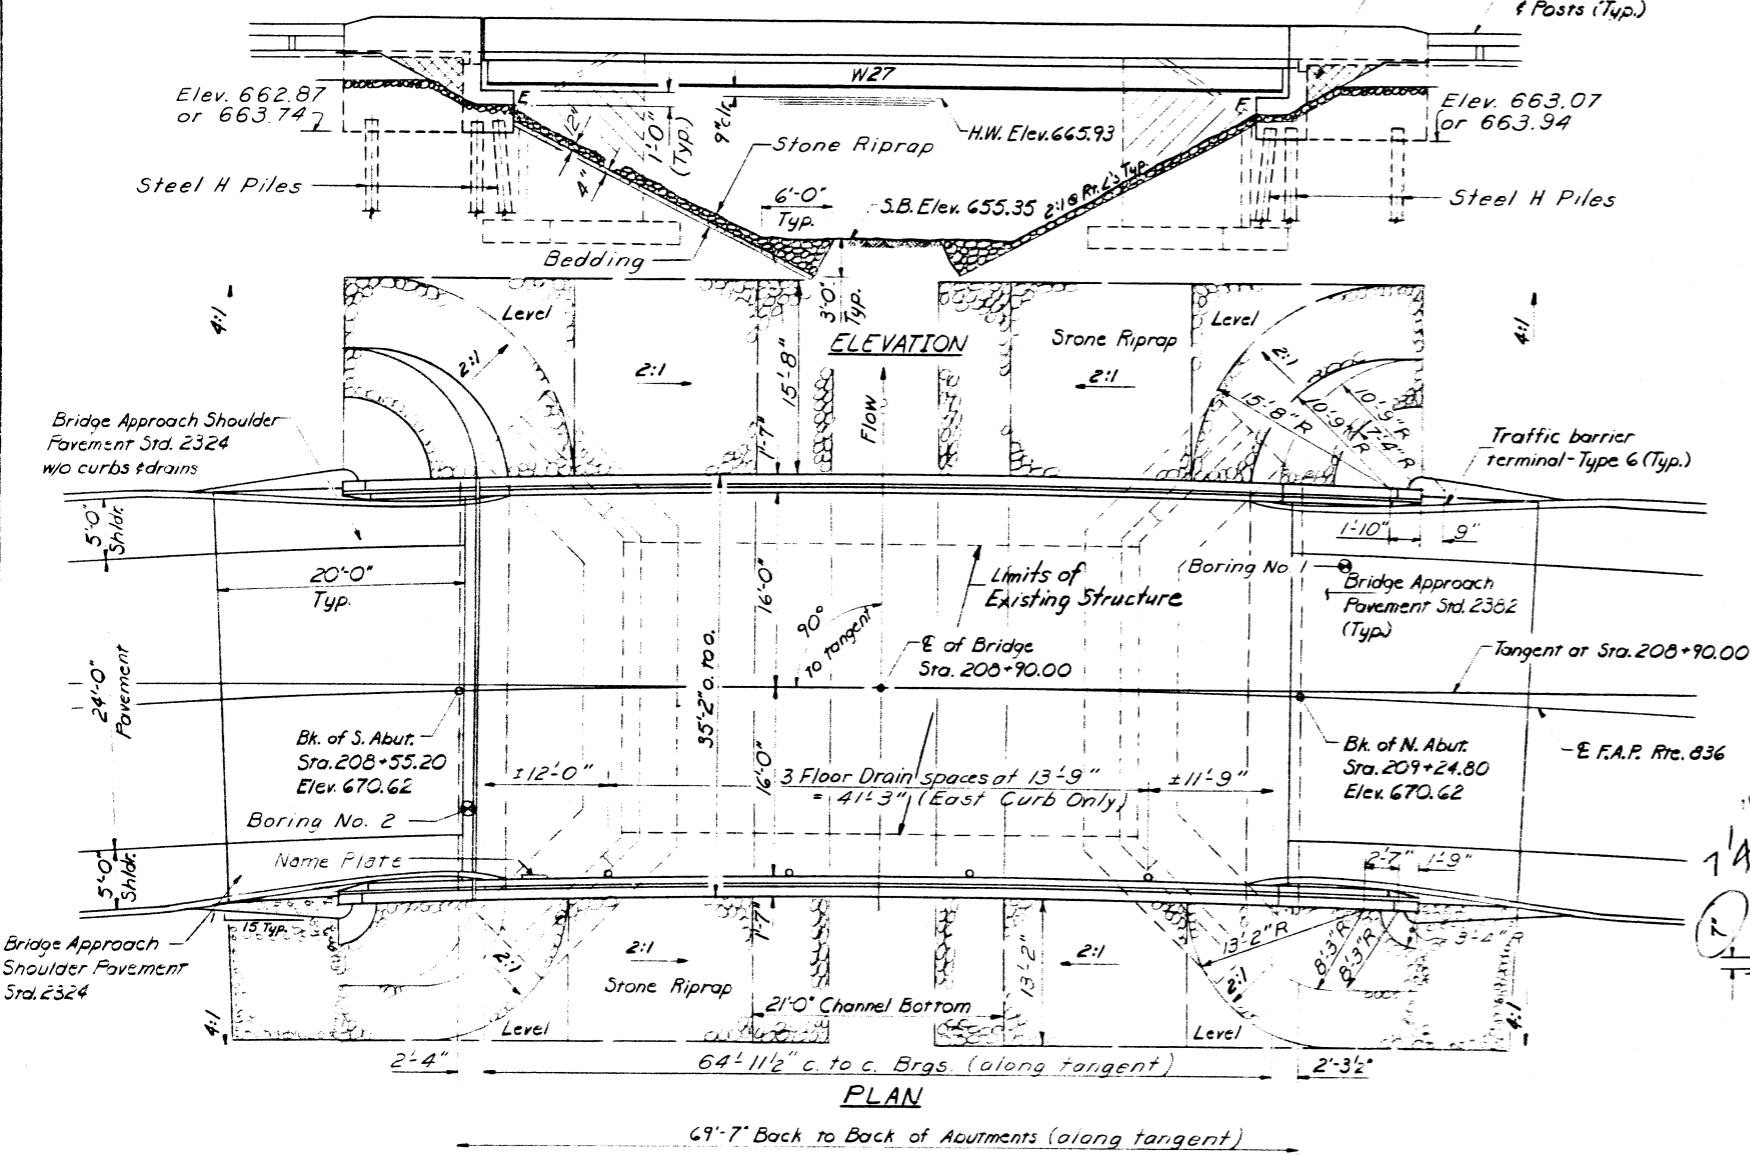 & Posts (Typ.)
W27
Elev. 662.87
or 663.74
E
F
12"
4"
1'-0"
(Typ.)
9" clr.
H.W. Elev. 665.93
Elev. 663.07
or 663.94
Stone Riprap
Steel H Piles
6'-0"
Typ.
S.B. Elev. 655.35
2:1 @ Rt. L's Typ.
Steel H Piles
Bedding
3'-0"
Typ.
ELEVATION
4:1
Level
2:1
2:1
15'-8"
1'-7"
Flow
Stone Riprap
2:1
Level
2:1
15'-8" R
10'-9" R
10'-9" R
17'-4" R
4:1
Bridge Approach Shoulder
Pavement Std. 2324
w/o curbs & drains
Traffic barrier
terminal-Type 6 (Typ.)
5'-0"
Shldr.
1'-10"
9"
20'-0"
Typ.
16'-0"
Limits of
Existing Structure
Boring No. 1
Bridge Approach
Pavement Std. 2382
(Typ.)
90°
to tangent
℄ of Bridge
Sta. 208+90.00
Tangent at Sta. 208+90.00
24'-0"
Pavement
35'-2" o. to o.
Bk. of S. Abut.
Sta. 208+55.20
Elev. 670.62
Bk. of N. Abut.
Sta. 209+24.80
Elev. 670.62
℄ F.A.P. Rte. 836
±12'-0"
16'-0"
3 Floor Drain spaces at 13'-9"
= 41'-3" (East Curb Only)
±11'-9"
Boring No. 2
Name Plate
5'-0"
Shldr.
2'-7"
1'-9"
7"
15 Typ.
1'-7"
Bridge Approach
Shoulder Pavement
Std. 2324
2:1
2:1
Stone Riprap
13'-2"
2:1
13'-2" R
8'-3" R
8'-3" R
3'-4" R
2:1
4:1
Level
21'-0" Channel Bottom
Level
4:1
2'-4"
64'-11½" c. to c. Brgs. (along tangent)
2'-3½"
PLAN
69'-7" Back to Back of Abutments (along tangent)